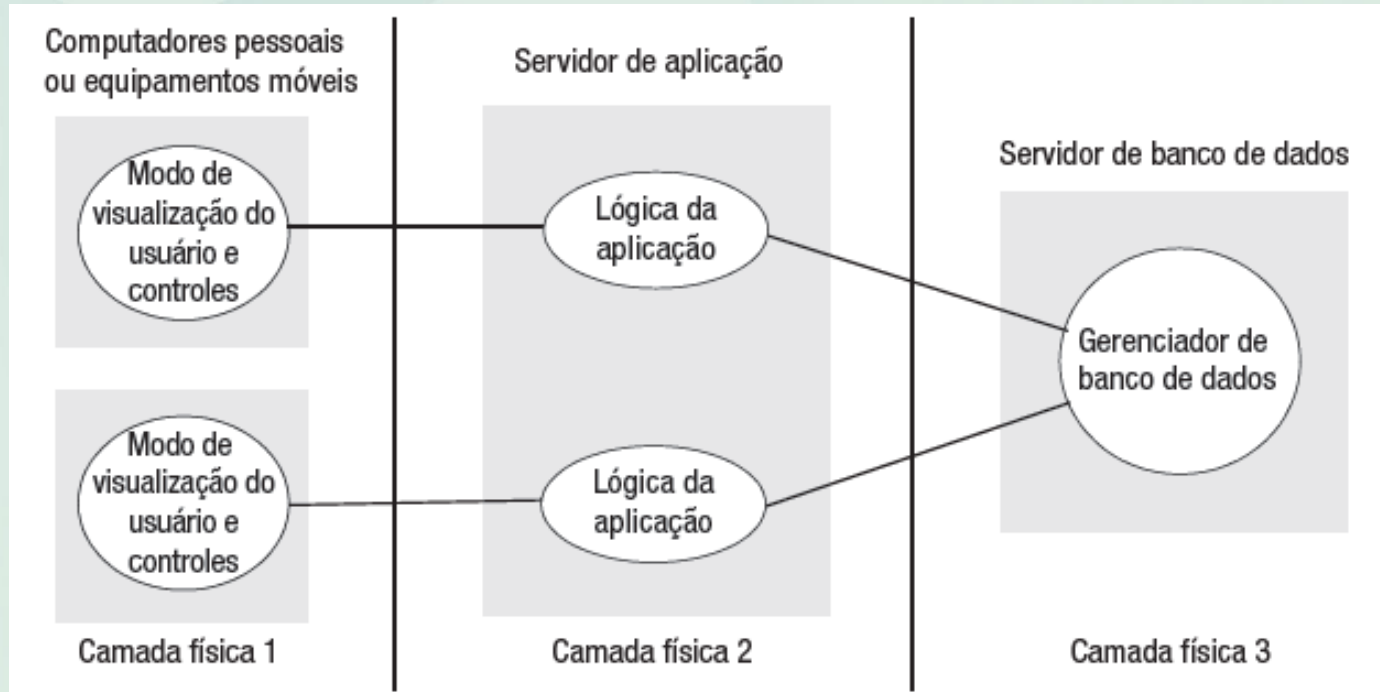 Computadores pessoais
ou equipamentos móveis
Modo de
visualização do
usuário e
controles
Modo de
visualização do
usuário e
controles
Camada física 1
Servidor de aplicação
Lógica da
aplicação
Lógica da
aplicação
Camada física 2
Servidor de banco de dados
Gerenciador de
banco de dados
Camada física 3